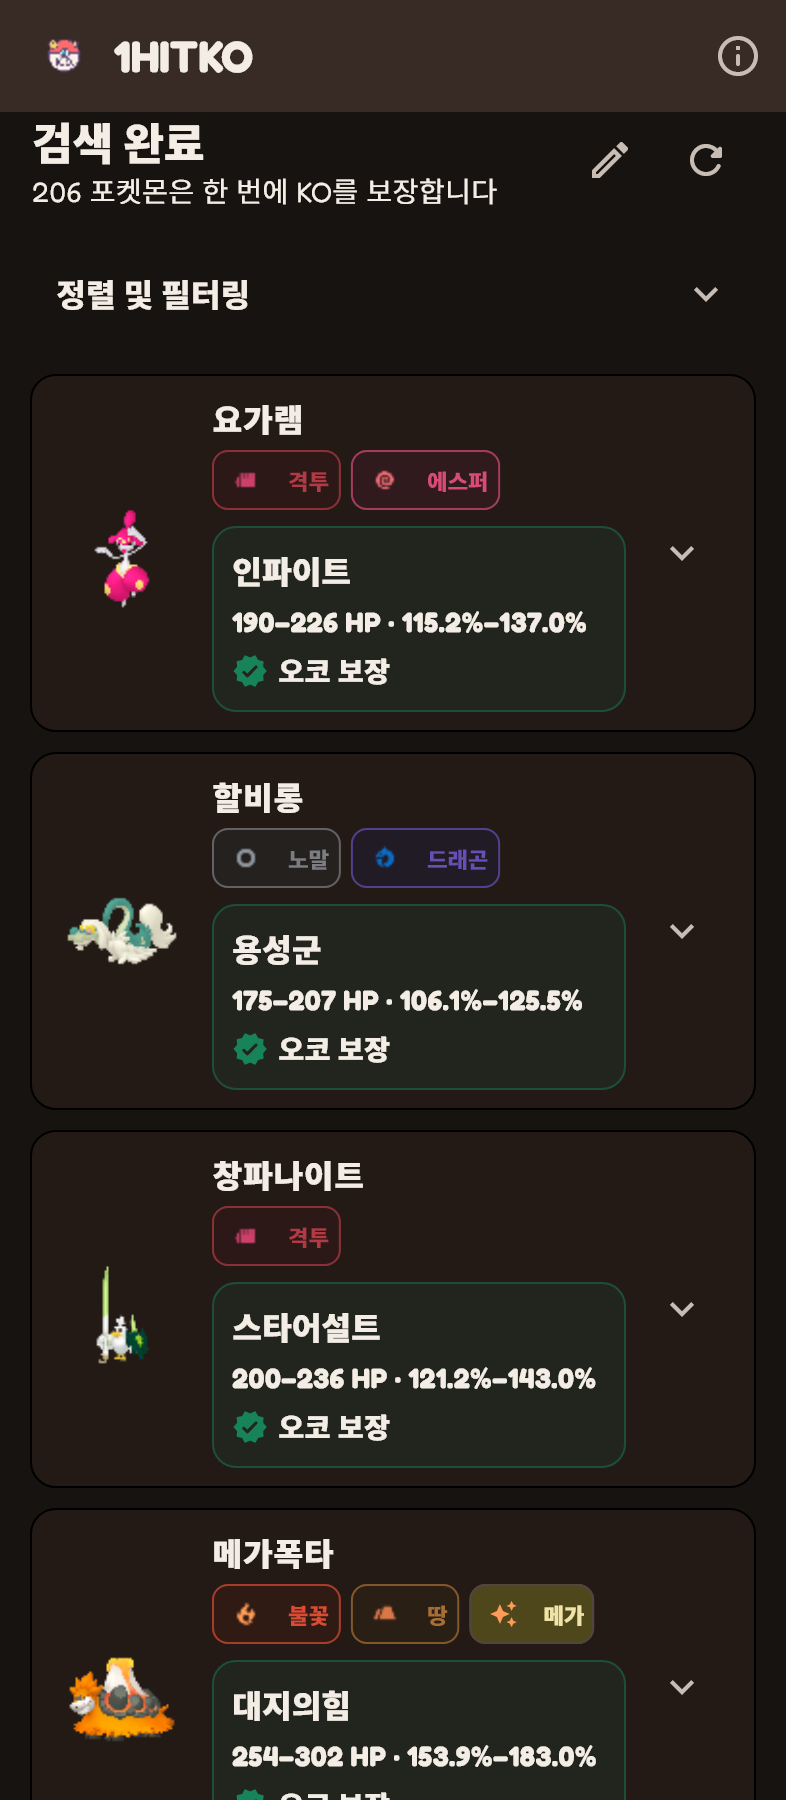 1HITKO
검색 완료
206 포켓몬은 한 번에 KO를 보장합니다
정렬 및 필터링
요가램
격투 에스퍼
인파이트
190–226 HP · 115.2%–137.0%
오코 보장
할비롱
노말 드래곤
용성군
175–207 HP · 106.1%–125.5%
오코 보장
창파나이트
격투
스타어설트
200–236 HP · 121.2%–143.0%
오코 보장
메가폭타
불꽃 땅 메가
대지의힘
254–302 HP · 153.9%–183.0%
오코 보장